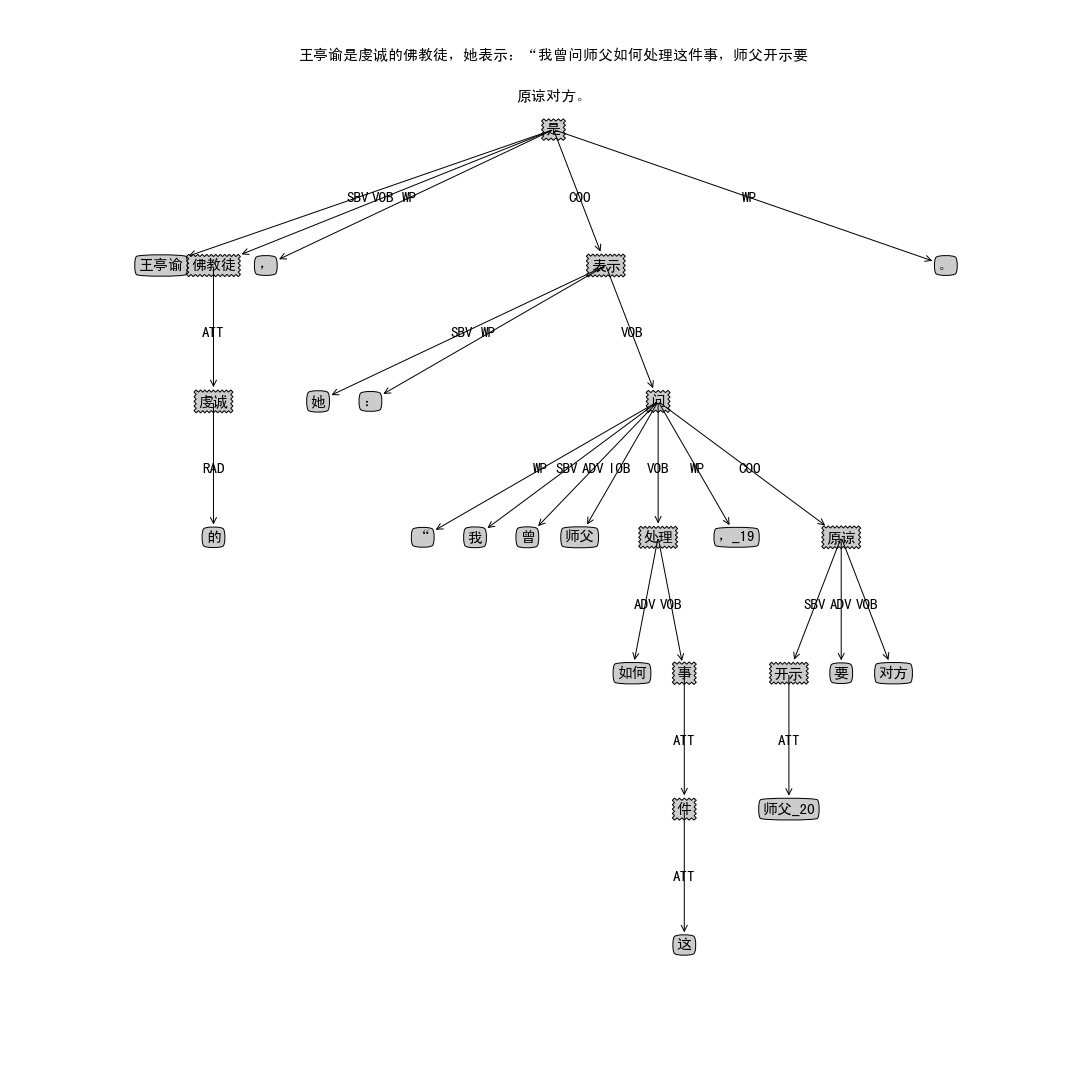 王亭谕是虔诚的佛教徒，她表示：“我曾问师父如何处理这件事，师父开示要
原谅对方。
是
SBV VOB WP COO WP
王亭谕 佛教徒 ， 表示 。
ATT SBV WP VOB
虔诚 她 ： 问
RAD WP SBV ADV IOB VOB WP COO
的 “ 我 曾 师父 处理 ，_19 原谅
ADV VOB SBV ADV VOB
如何 事 开示 要 对方
ATT ATT
件 师父_20
ATT
这